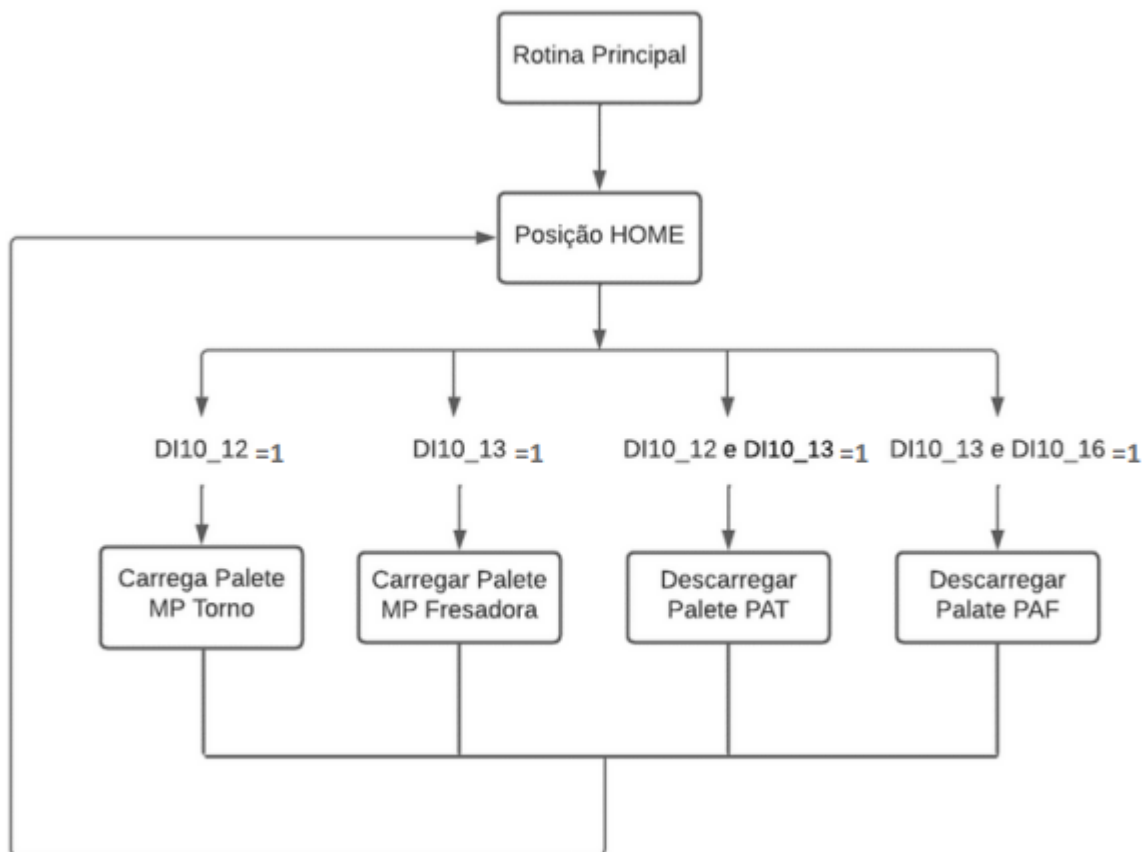 Rotina Principal
Posição HOME
DI10_12 =1
DI10_13 =1
DI10_12 e DI10_13 =1
DI10_13 e DI10_16 =1
Carrega Palete
MP Torno
Carregar Palete
MP Fresadora
Descarregar
Palete PAT
Descarregar
Palate PAF